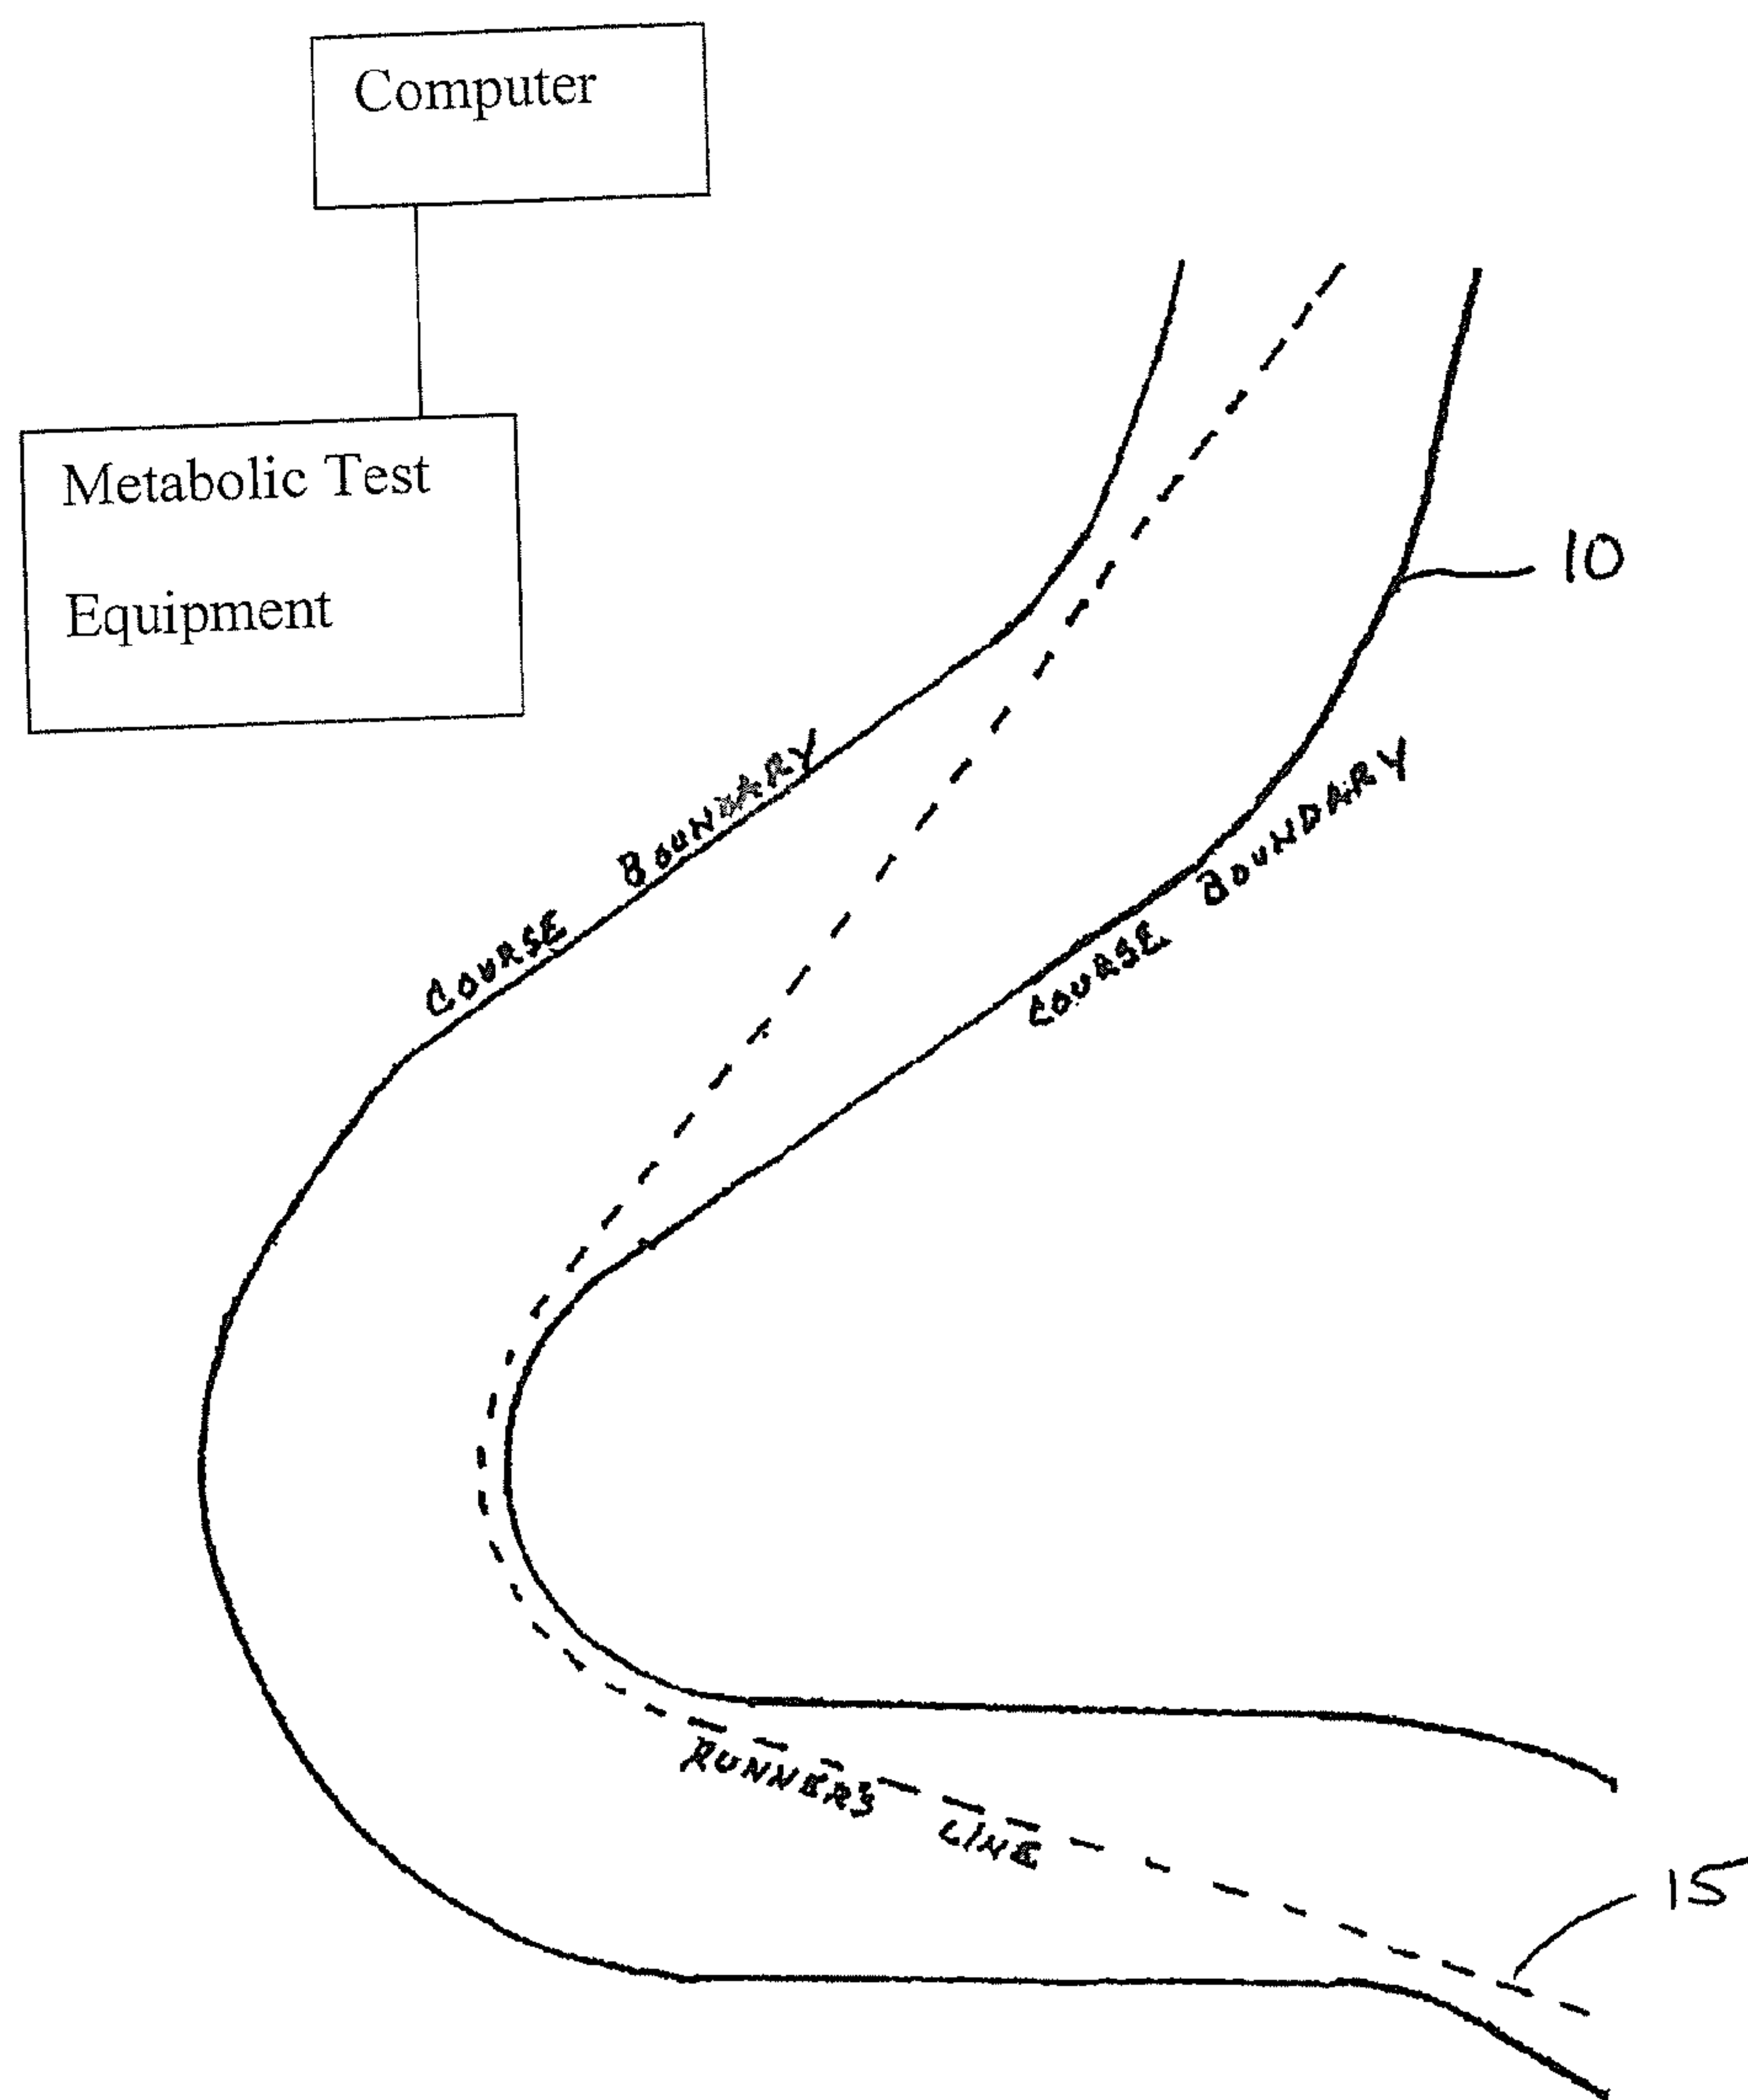 Computer
Metabolic Test
Equipment
10
COURSE BOUNDARY
COURSE BOUNDARY
RUNNERS LINE
15